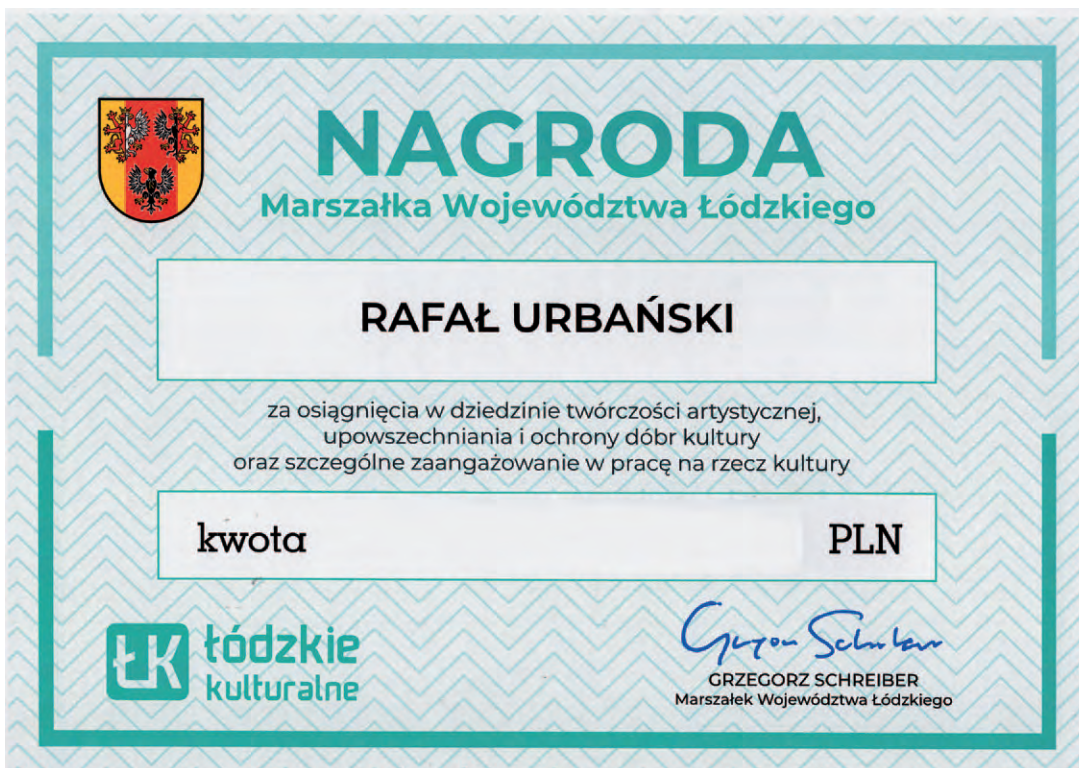 NAGRODA
Marszałka Województwa Łódzkiego
RAFAŁ URBAŃSKI
za osiągnięcia w dziedzinie twórczości artystycznej,
upowszechniania i ochrony dóbr kultury
oraz szczególne zaangażowanie w pracę na rzecz kultury
kwota PLN
ŁK łódzkie
kulturalne
GRZEGORZ SCHREIBER
Marszałek Województwa Łódzkiego